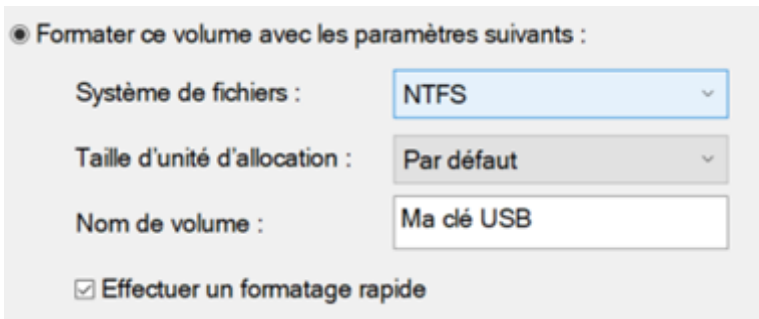 Formater ce volume avec les paramètres suivants :
Système de fichiers : NTFS
Taille d'unité d'allocation : Par défaut
Nom de volume : Ma clé USB
Effectuer un formatage rapide